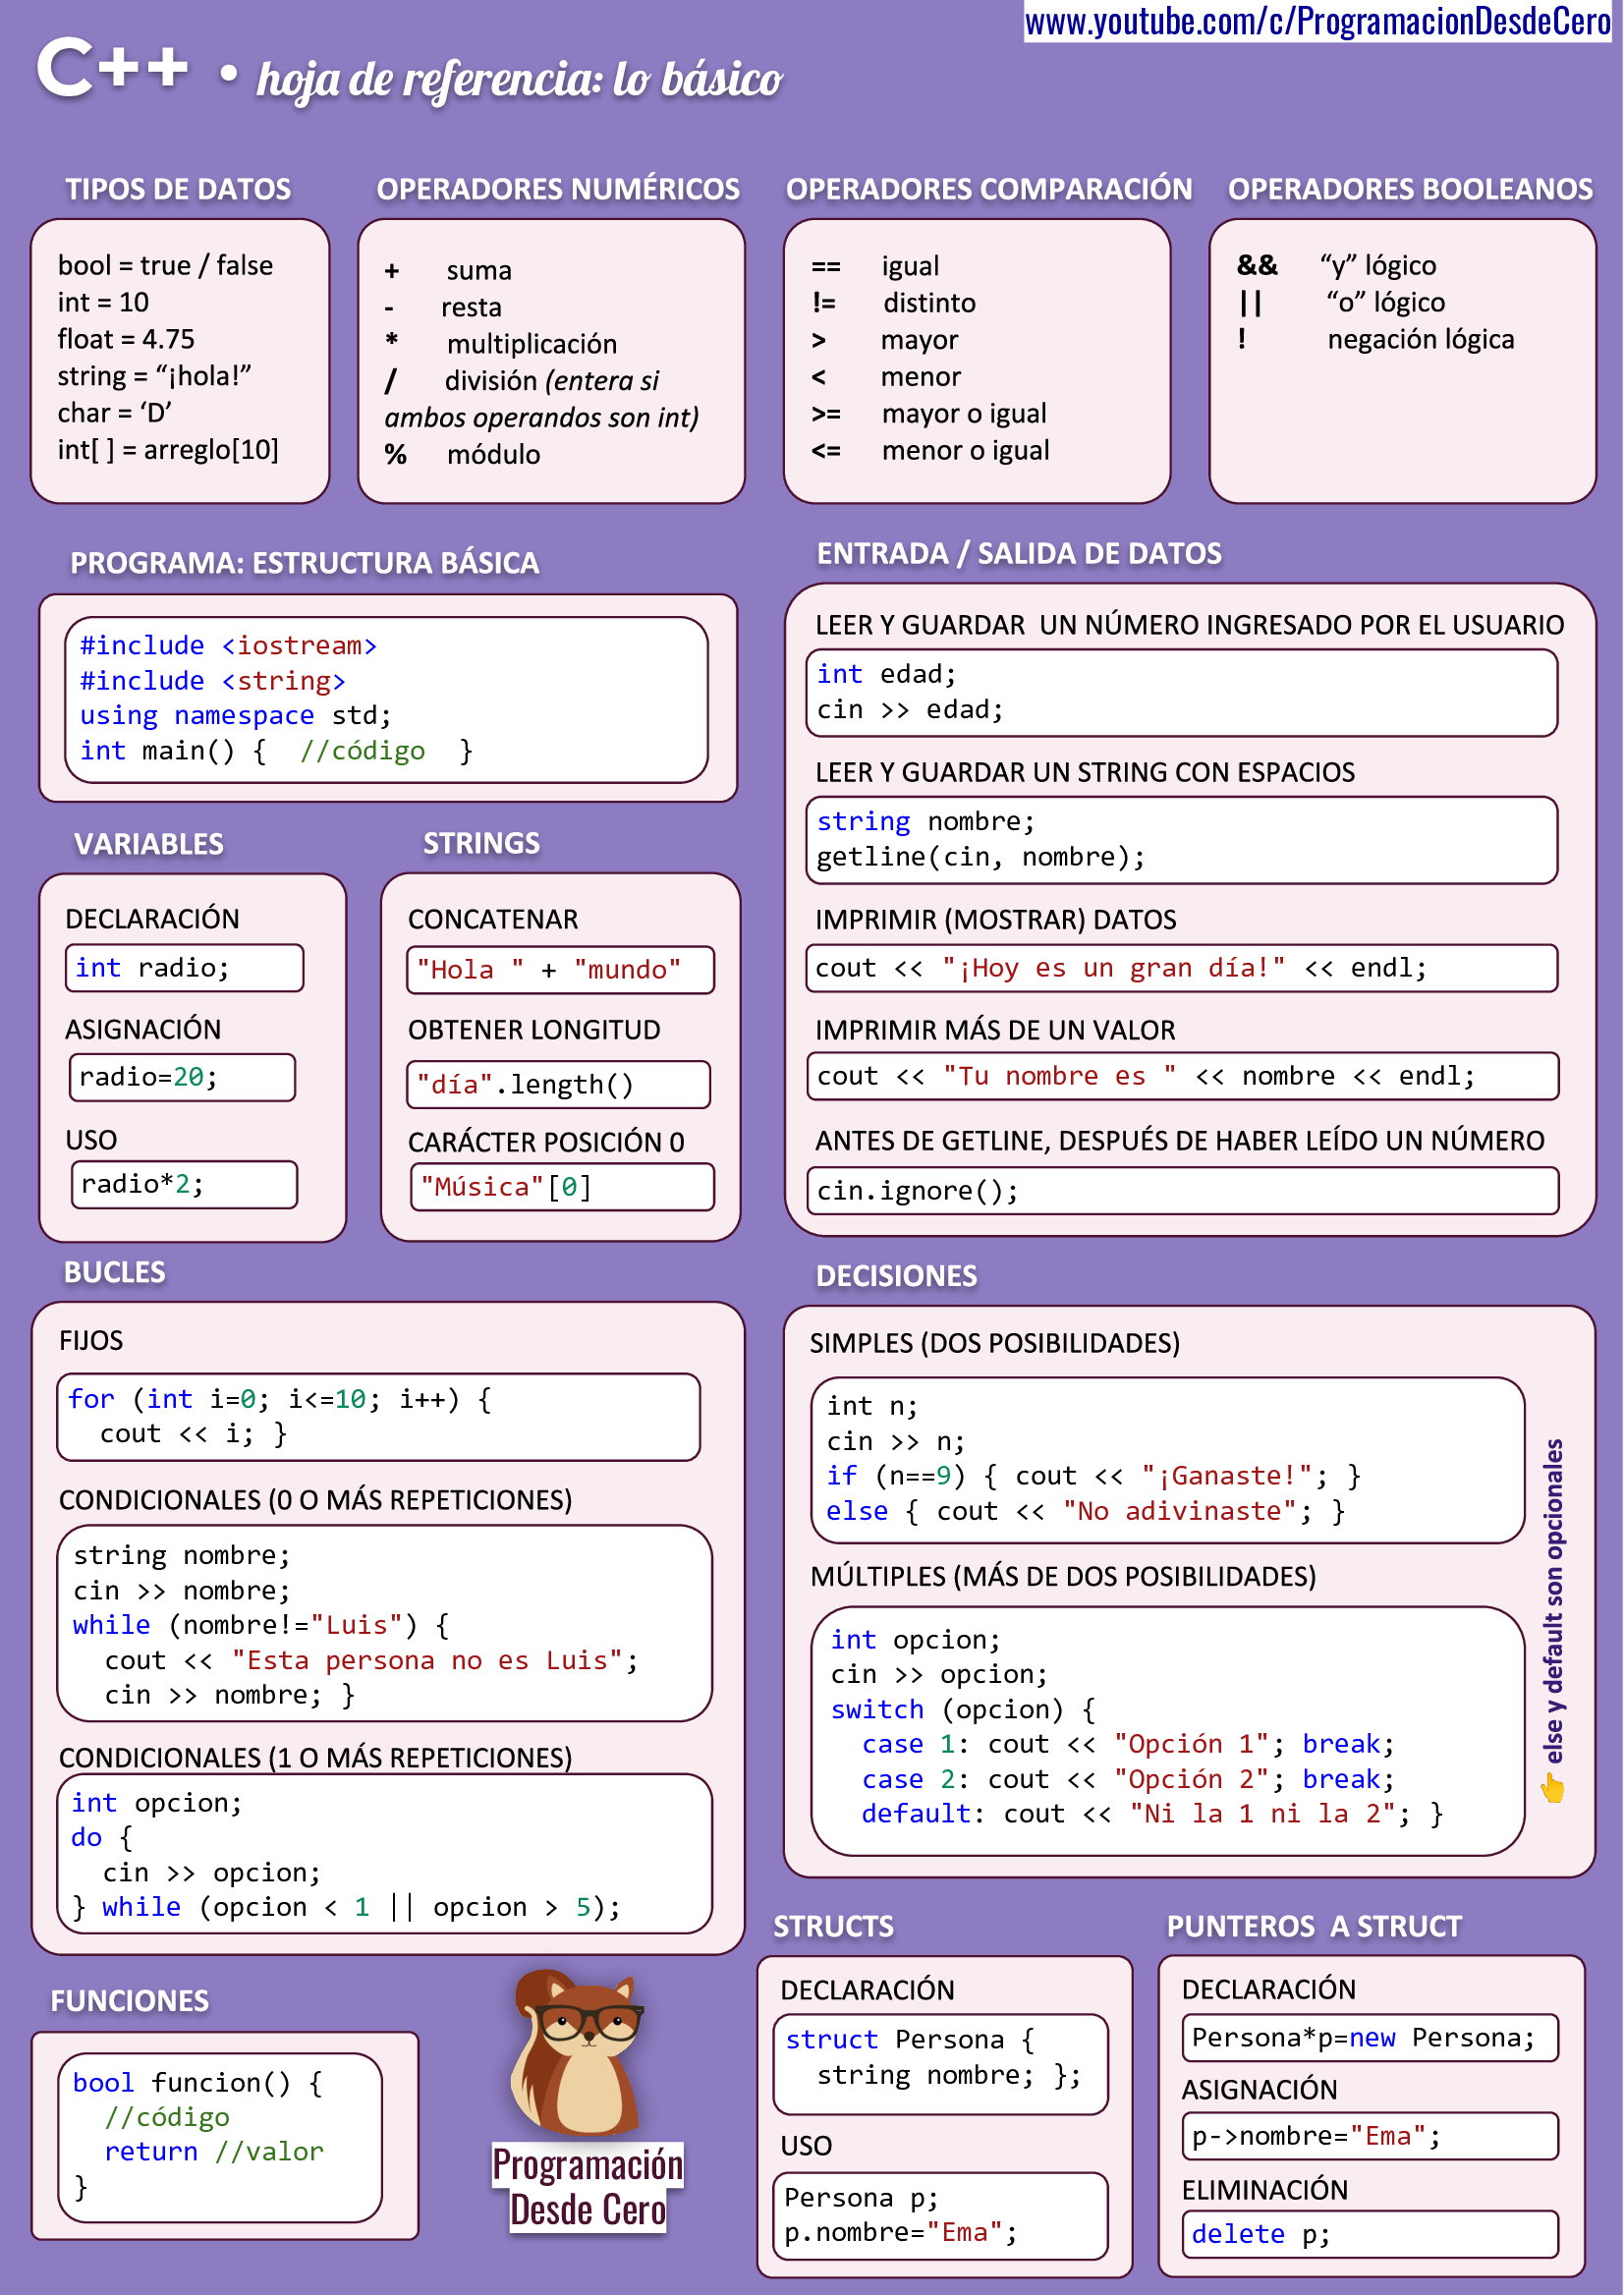 www.youtube.com/c/ProgramacionDesdeCero
C++ • hoja de referencia: lo básico
TIPOS DE DATOS
bool = true / false
int = 10
float = 4.75
string = “¡hola!”
char = ‘D’
int[ ] = arreglo[10]
OPERADORES NUMÉRICOS
+ suma
- resta
* multiplicación
/ división (entera si
ambos operandos son int)
% módulo
OPERADORES COMPARACIÓN
== igual
!= distinto
> mayor
< menor
>= mayor o igual
<= menor o igual
OPERADORES BOOLEANOS
&& “y” lógico
|| “o” lógico
! negación lógica
PROGRAMA: ESTRUCTURA BÁSICA
#include <iostream>
#include <string>
using namespace std;
int main() {  //código  }
VARIABLES
DECLARACIÓN
int radio;
ASIGNACIÓN
radio=20;
USO
radio*2;
STRINGS
CONCATENAR
"Hola " + "mundo"
OBTENER LONGITUD
"día".length()
CARÁCTER POSICIÓN 0
"Música"[0]
ENTRADA / SALIDA DE DATOS
LEER Y GUARDAR  UN NÚMERO INGRESADO POR EL USUARIO
int edad;
cin >> edad;
LEER Y GUARDAR UN STRING CON ESPACIOS
string nombre;
getline(cin, nombre);
IMPRIMIR (MOSTRAR) DATOS
cout << "¡Hoy es un gran día!" << endl;
IMPRIMIR MÁS DE UN VALOR
cout << "Tu nombre es " << nombre << endl;
ANTES DE GETLINE, DESPUÉS DE HABER LEÍDO UN NÚMERO
cin.ignore();
BUCLES
FIJOS
for (int i=0; i<=10; i++) {
  cout << i; }
CONDICIONALES (0 O MÁS REPETICIONES)
string nombre;
cin >> nombre;
while (nombre!="Luis") {
  cout << "Esta persona no es Luis";
  cin >> nombre; }
CONDICIONALES (1 O MÁS REPETICIONES)
int opcion;
do {
  cin >> opcion;
} while (opcion < 1 || opcion > 5);
DECISIONES
SIMPLES (DOS POSIBILIDADES)
int n;
cin >> n;
if (n==9) { cout << "¡Ganaste!"; }
else { cout << "No adivinaste"; }
MÚLTIPLES (MÁS DE DOS POSIBILIDADES)
int opcion;
cin >> opcion;
switch (opcion) {
  case 1: cout << "Opción 1"; break;
  case 2: cout << "Opción 2"; break;
  default: cout << "Ni la 1 ni la 2"; }
👆 else y default son opcionales
FUNCIONES
bool funcion() {
  //código
  return //valor
}
Programación
Desde Cero
STRUCTS
DECLARACIÓN
struct Persona {
  string nombre; };
USO
Persona p;
p.nombre="Ema";
PUNTEROS  A STRUCT
DECLARACIÓN
Persona*p=new Persona;
ASIGNACIÓN
p->nombre="Ema";
ELIMINACIÓN
delete p;